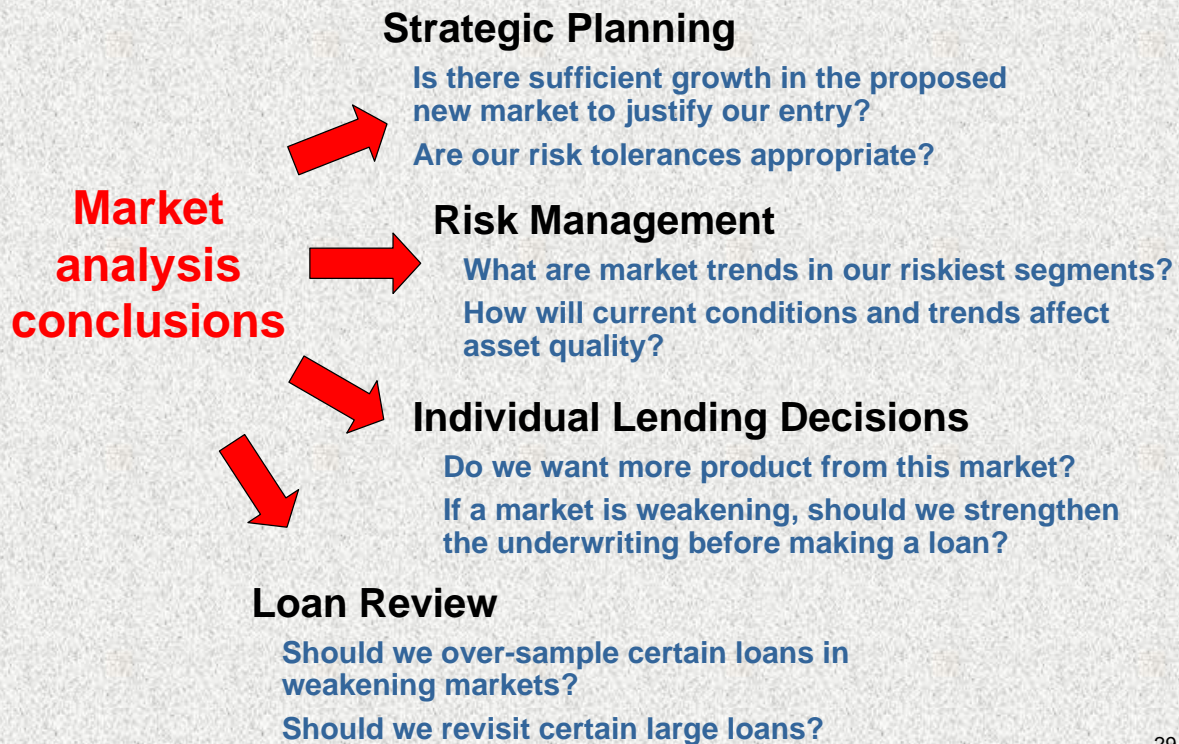 Strategic Planning
Is there sufficient growth in the proposed
new market to justify our entry?
Are our risk tolerances appropriate?
Market
analysis
conclusions
Risk Management
What are market trends in our riskiest segments?
How will current conditions and trends affect
asset quality?
Individual Lending Decisions
Do we want more product from this market?
If a market is weakening, should we strengthen
the underwriting before making a loan?
Loan Review
Should we over-sample certain loans in
weakening markets?
Should we revisit certain large loans?
29